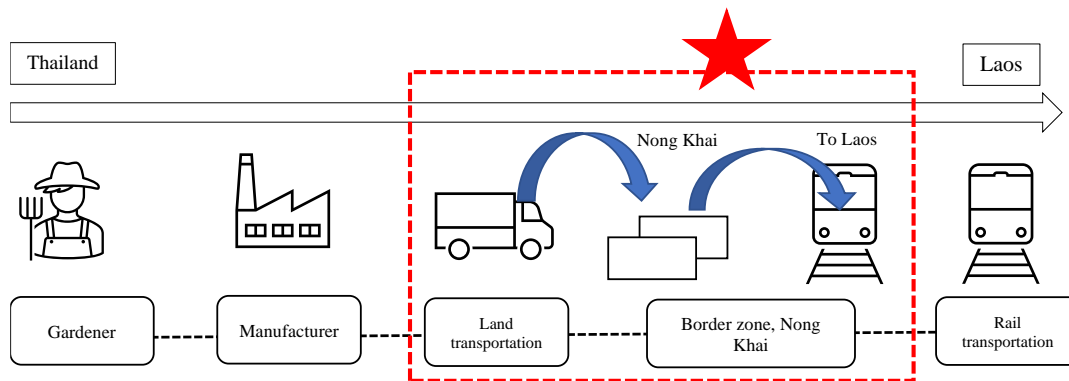 Thailand
Laos
Nong Khai
To Laos
Gardener
Manufacturer
Land
transportation
Border zone, Nong
Khai
Rail
transportation